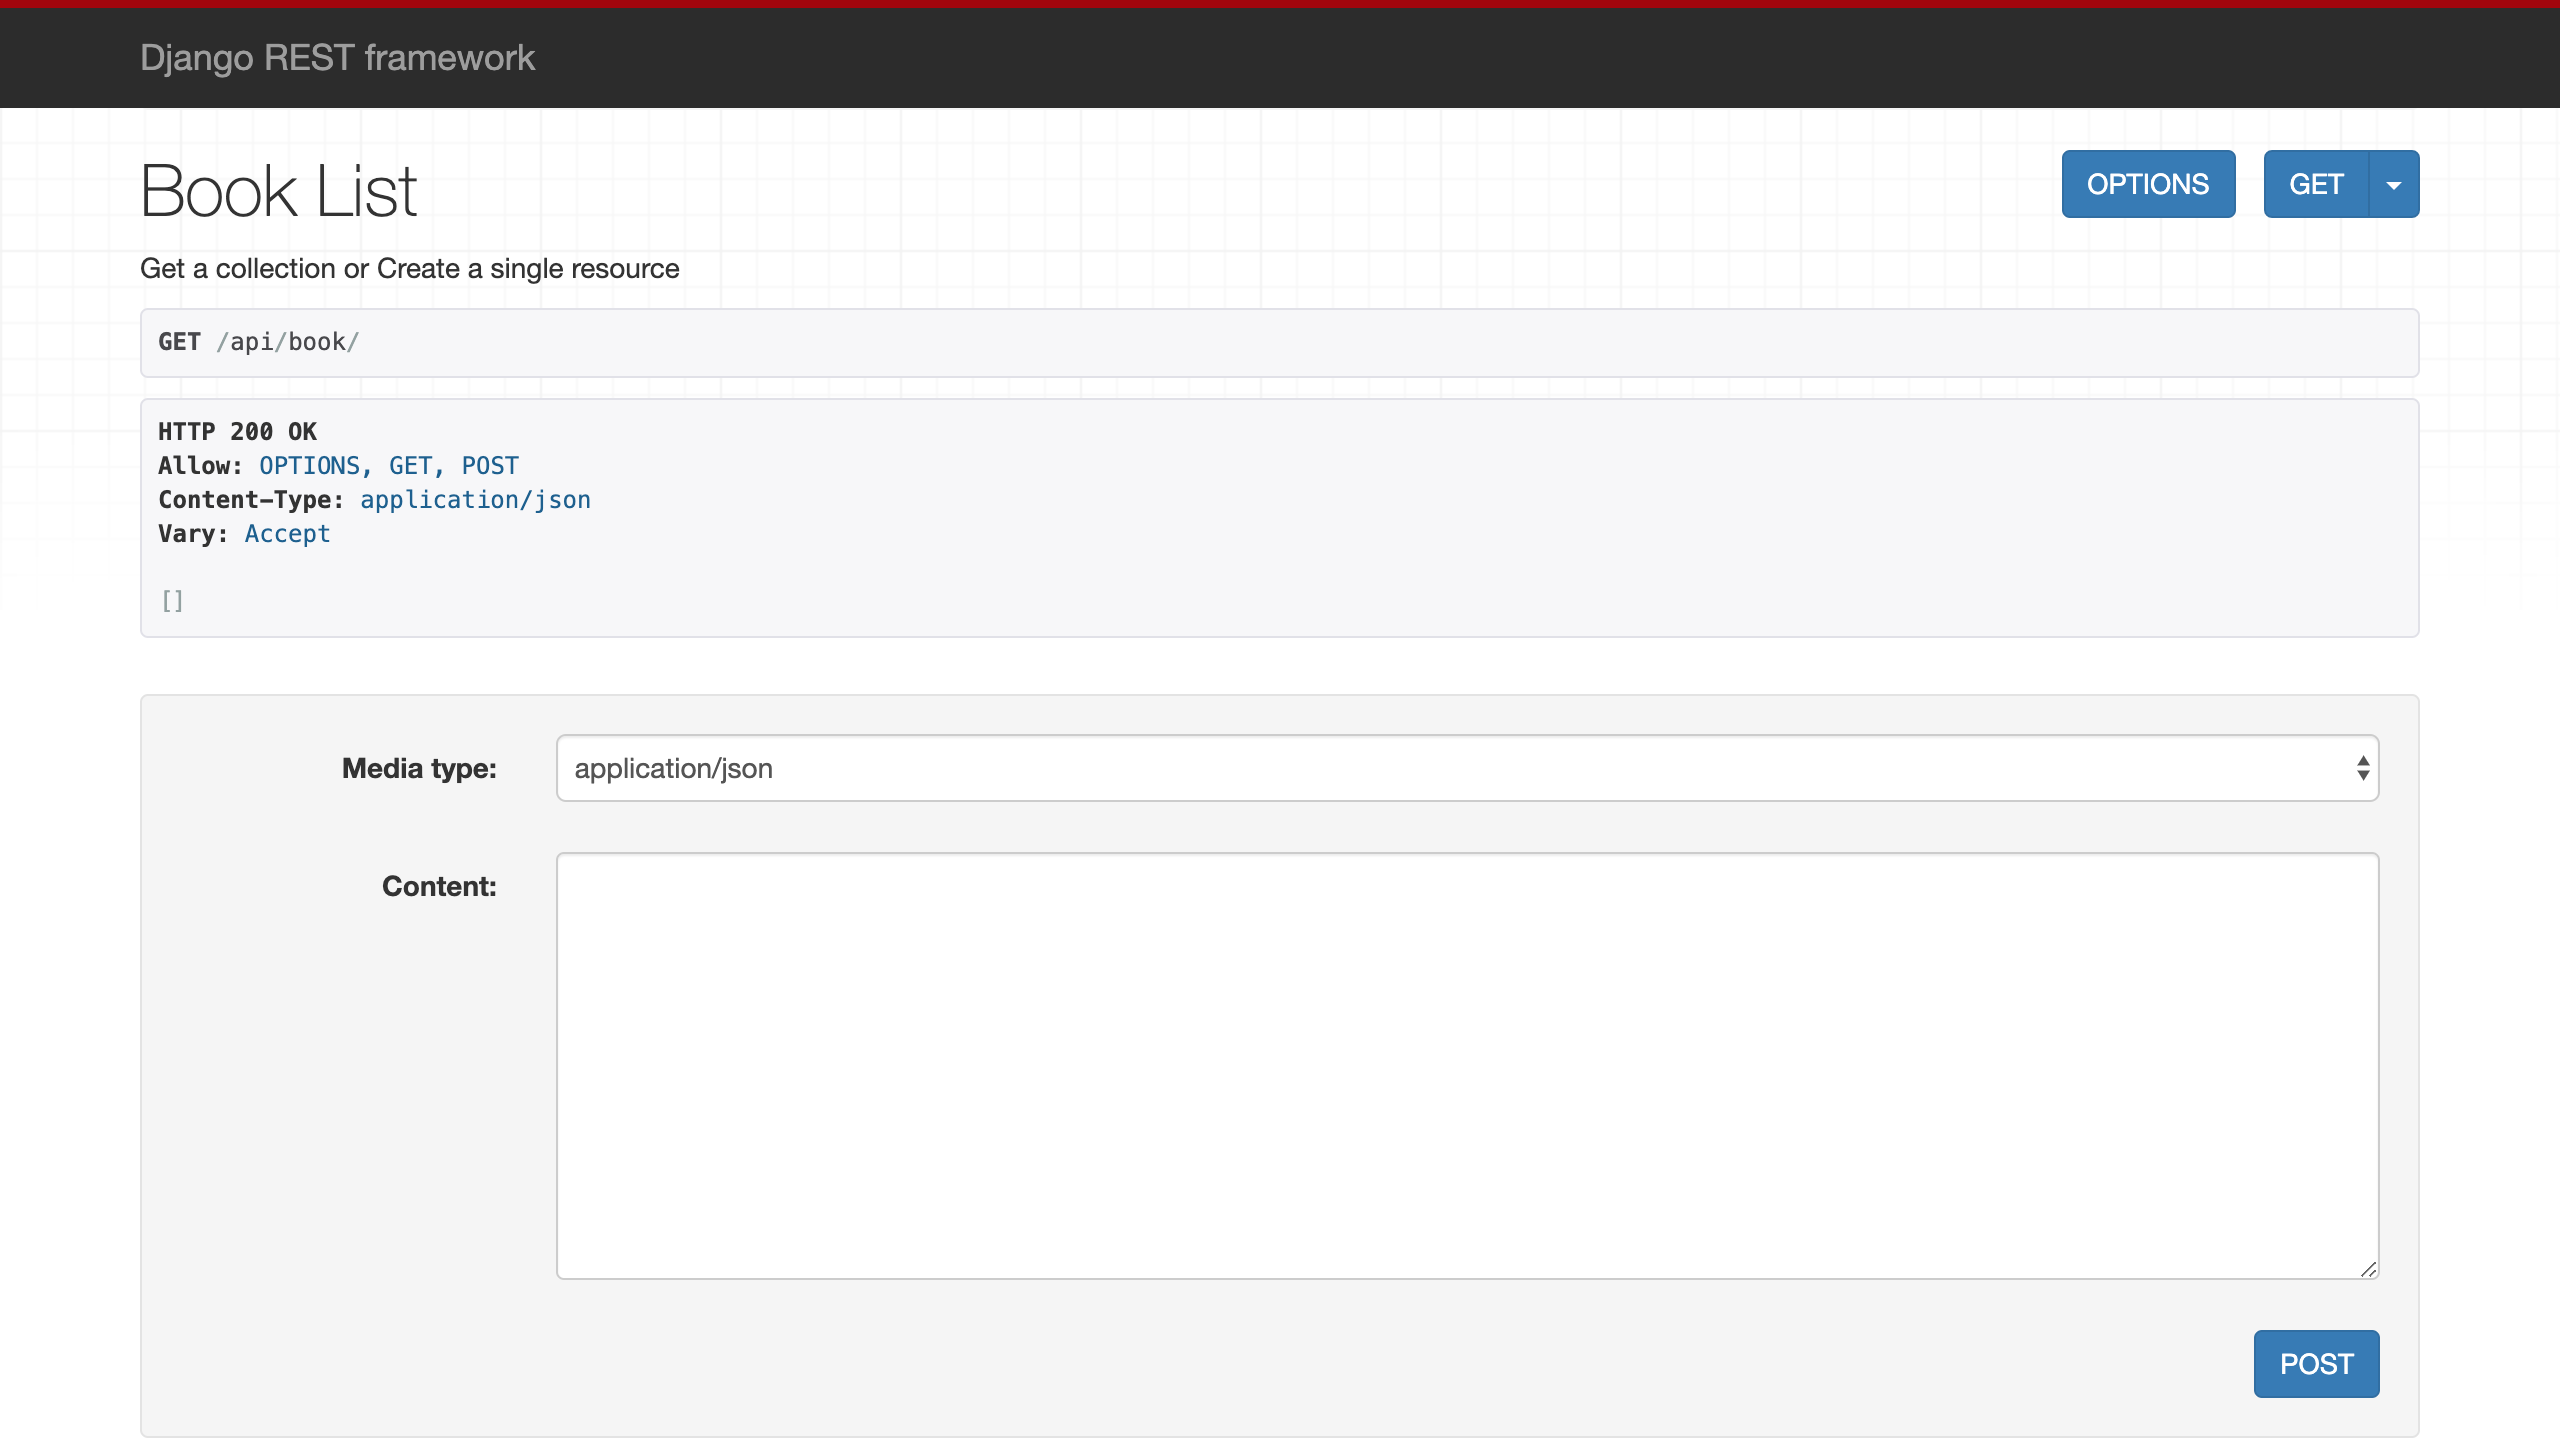 Django REST framework
Book List
OPTIONS
GET
Get a collection or Create a single resource
GET /api/book/
HTTP 200 OK
Allow: OPTIONS, GET, POST
Content-Type: application/json
Vary: Accept
[]
Media type:
application/json
Content:
POST